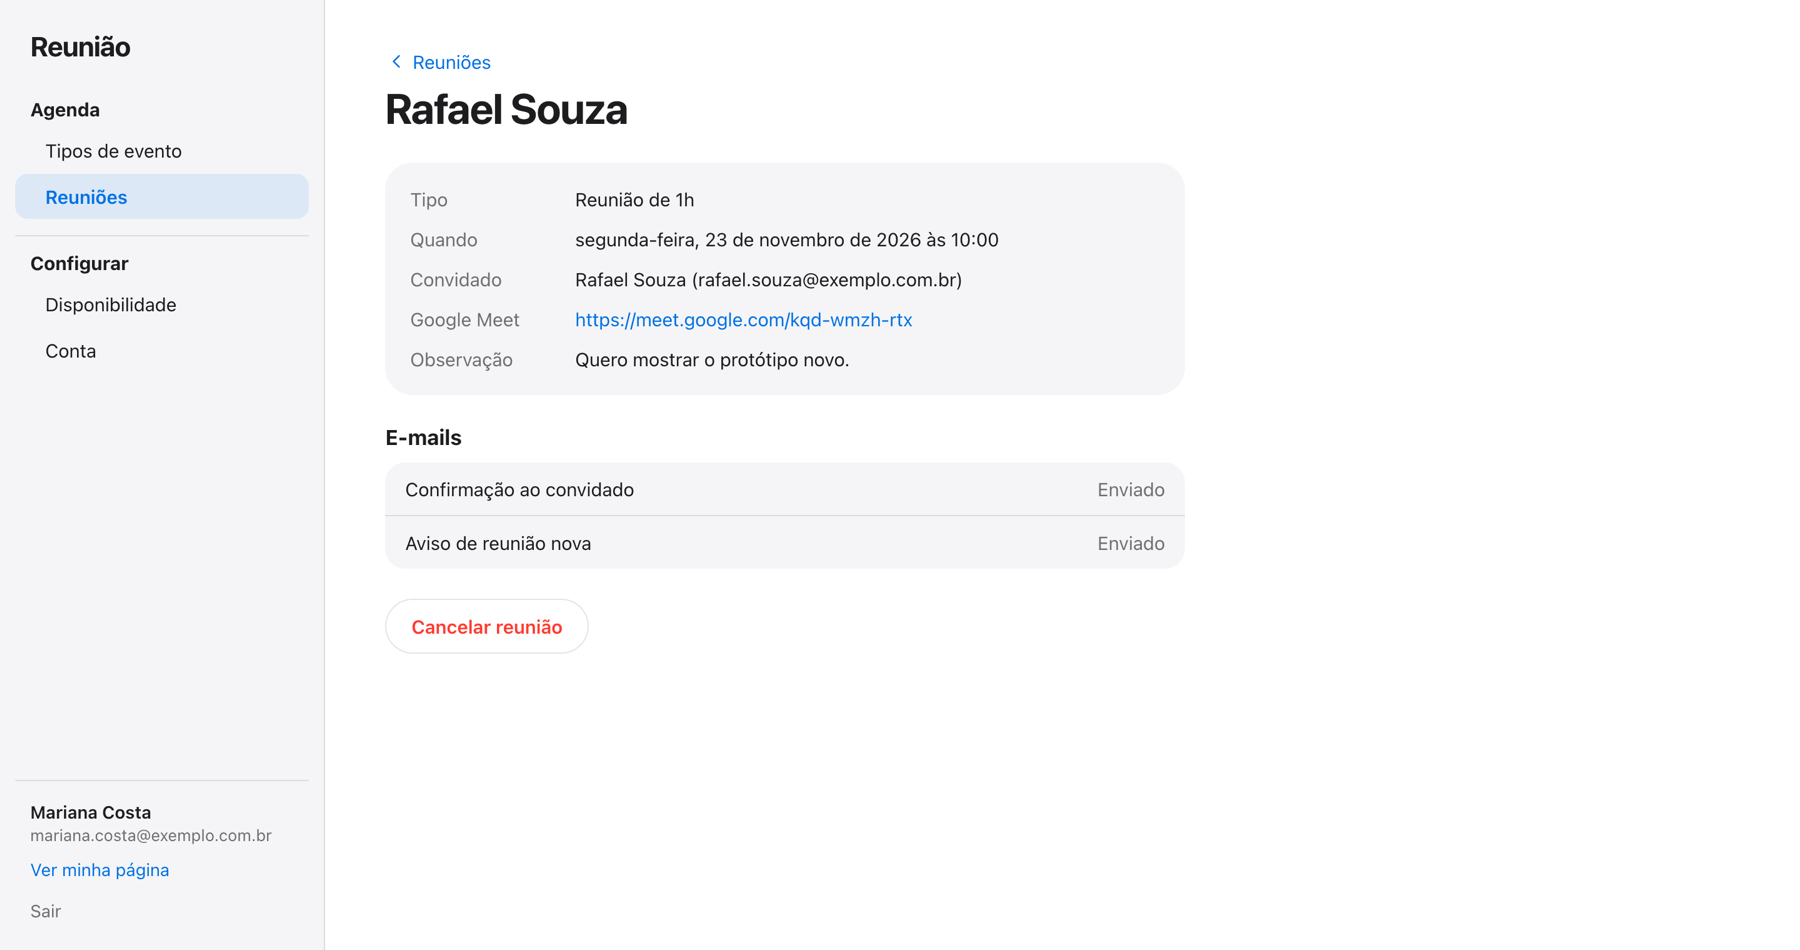 Reunião
Agenda
Tipos de evento
Reuniões
Configurar
Disponibilidade
Conta
Mariana Costa
mariana.costa@exemplo.com.br
Ver minha página
Sair
Reuniões
Rafael Souza
Tipo Reunião de 1h
Quando segunda-feira, 23 de novembro de 2026 às 10:00
Convidado Rafael Souza (rafael.souza@exemplo.com.br)
Google Meet https://meet.google.com/kqd-wmzh-rtx
Observação Quero mostrar o protótipo novo.
E-mails
Confirmação ao convidado Enviado
Aviso de reunião nova Enviado
Cancelar reunião